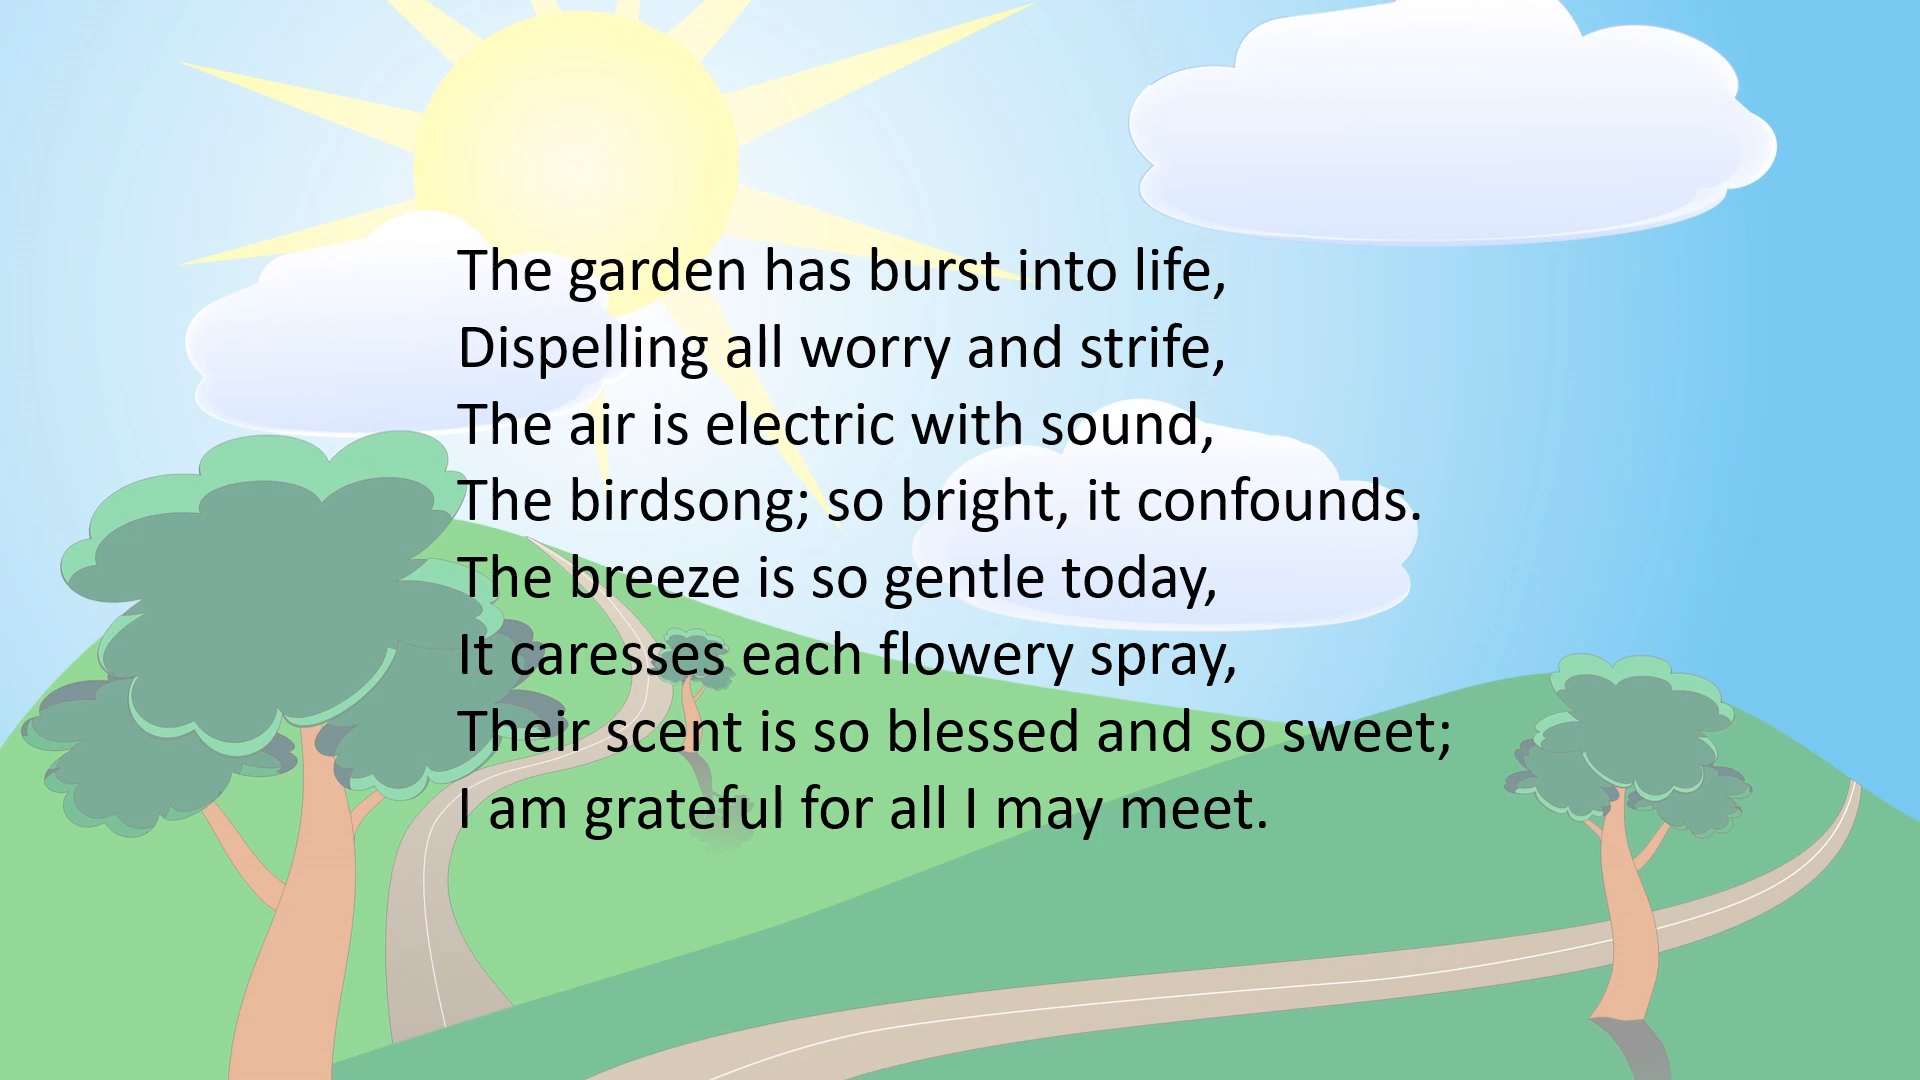 The garden has burst into life,
Dispelling all worry and strife,
The air is electric with sound,
The birdsong; so bright, it confounds.
The breeze is so gentle today,
It caresses each flowery spray,
Their scent is so blessed and so sweet;
I am grateful for all I may meet.